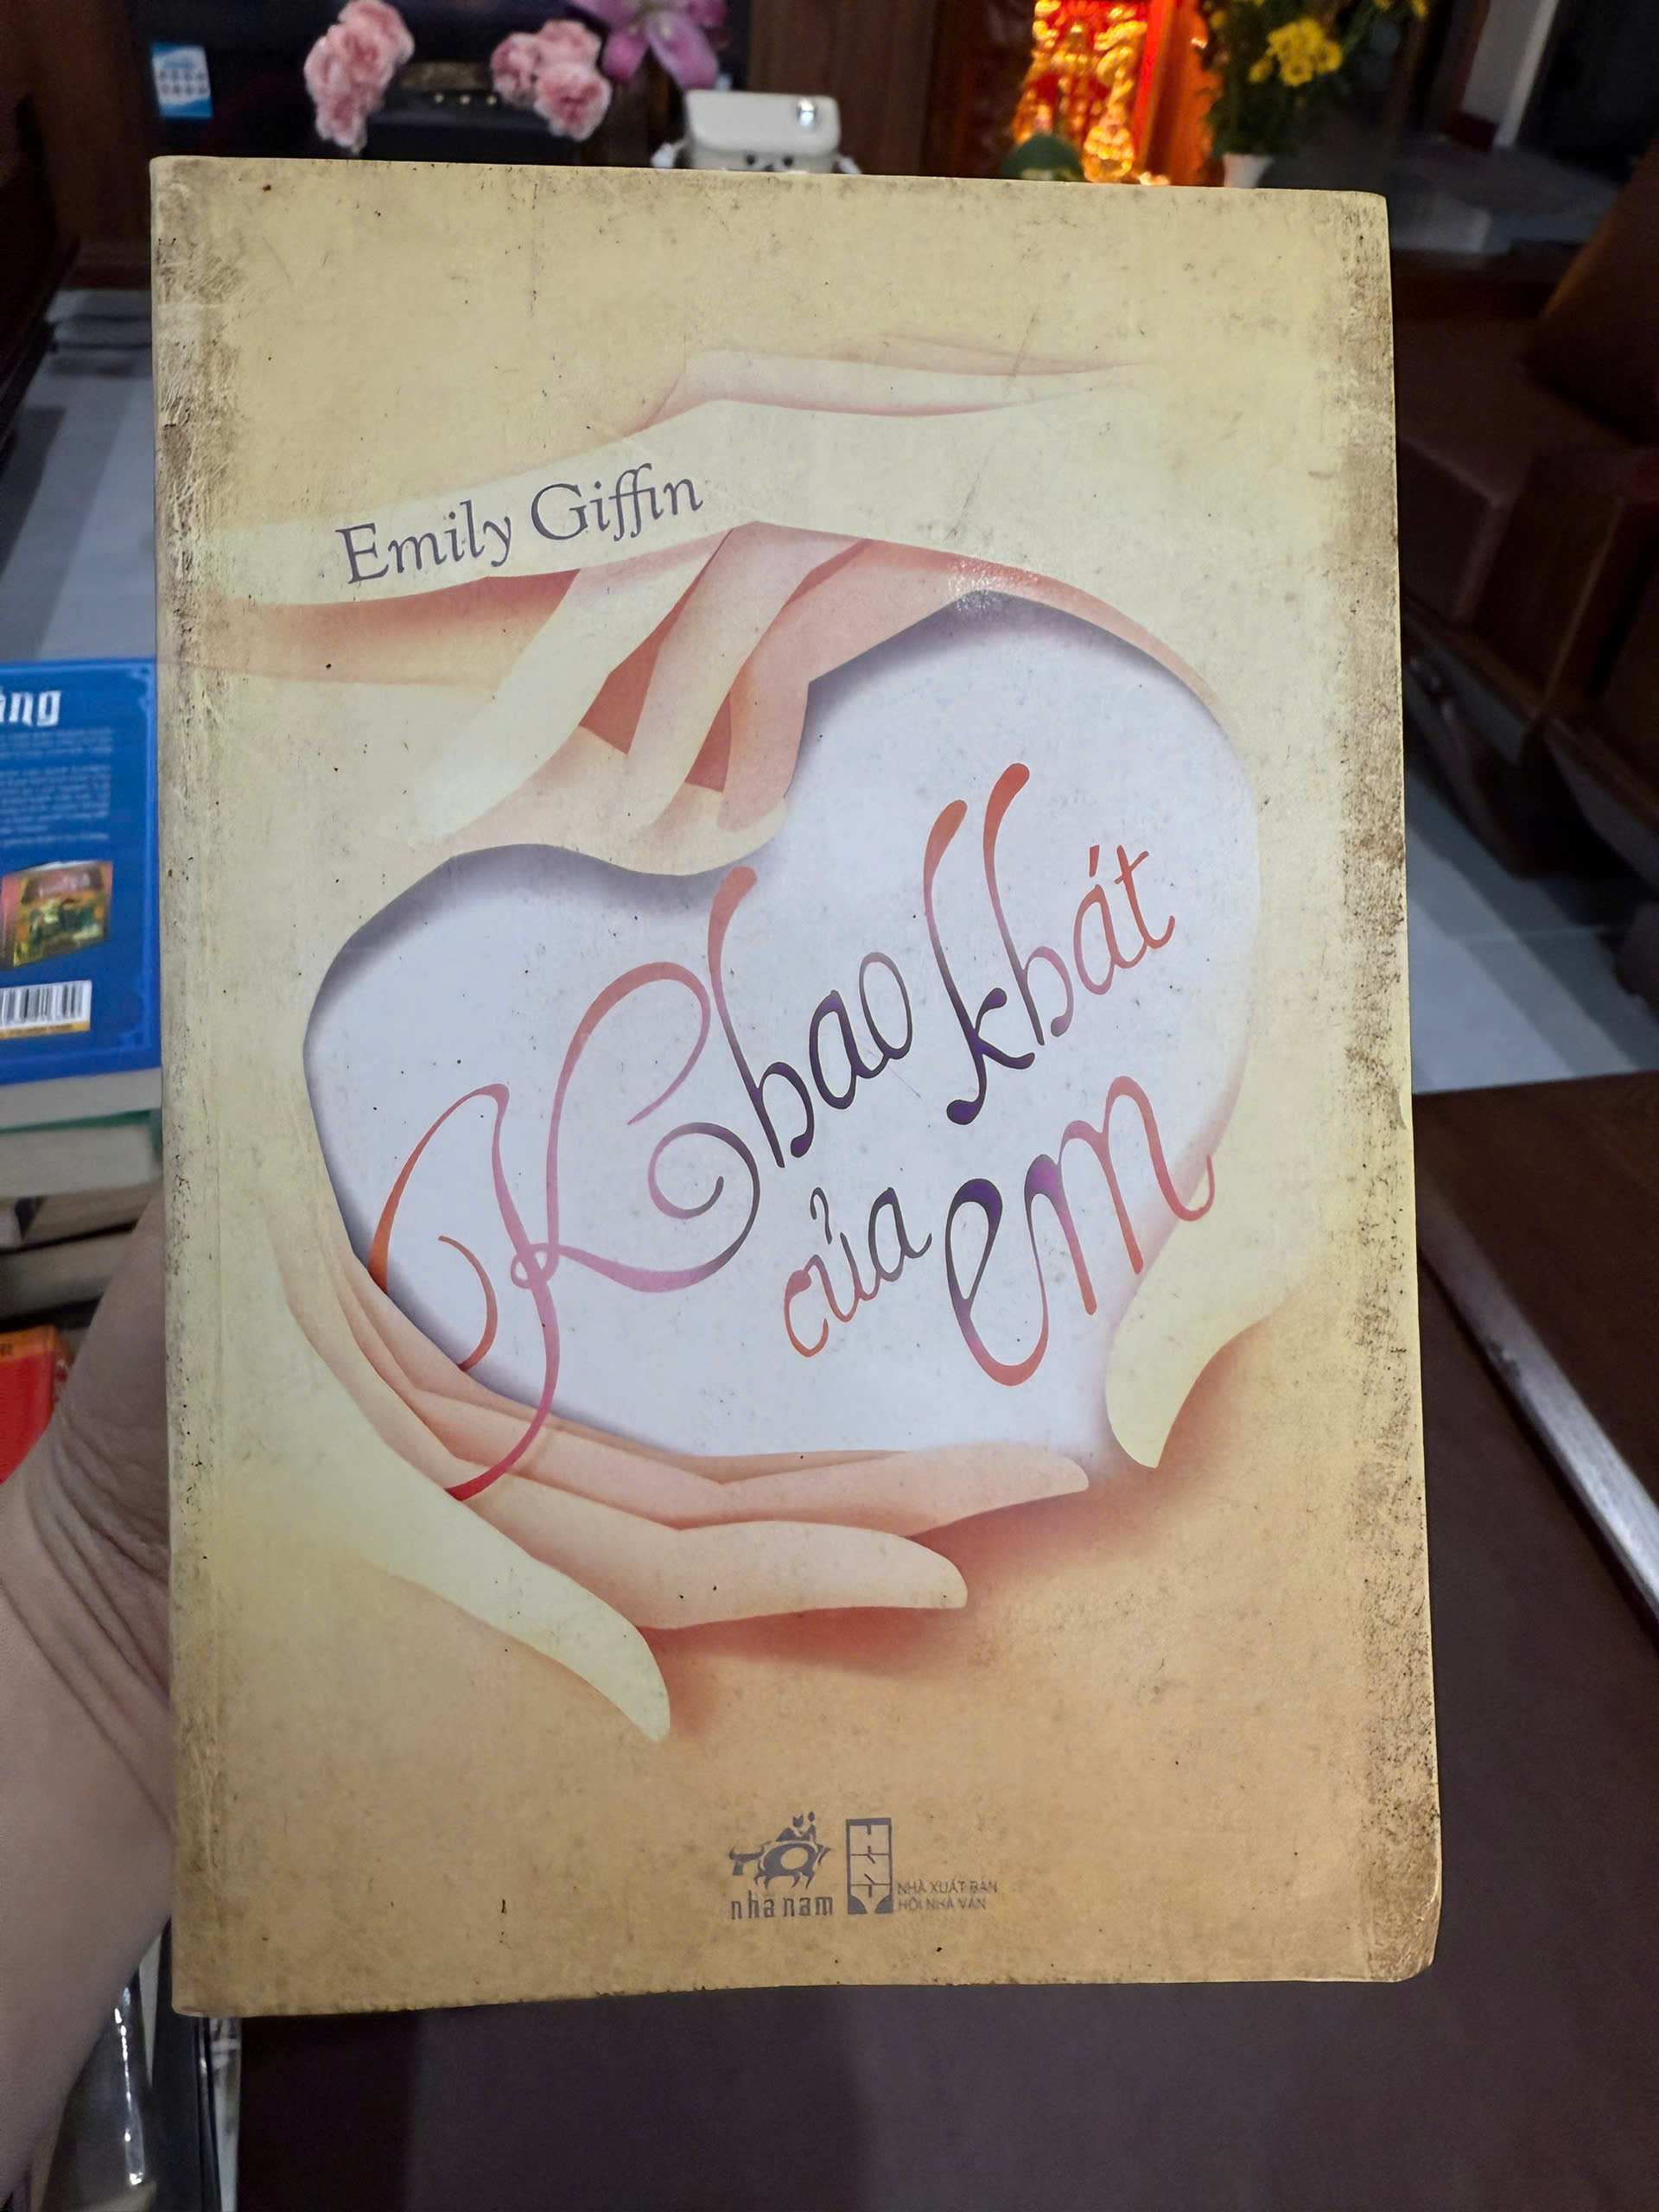 Emily Giffin
Khao khát
của em
nhã nam
NHÀ XUẤT BẢN
HỘI NHÀ VĂN